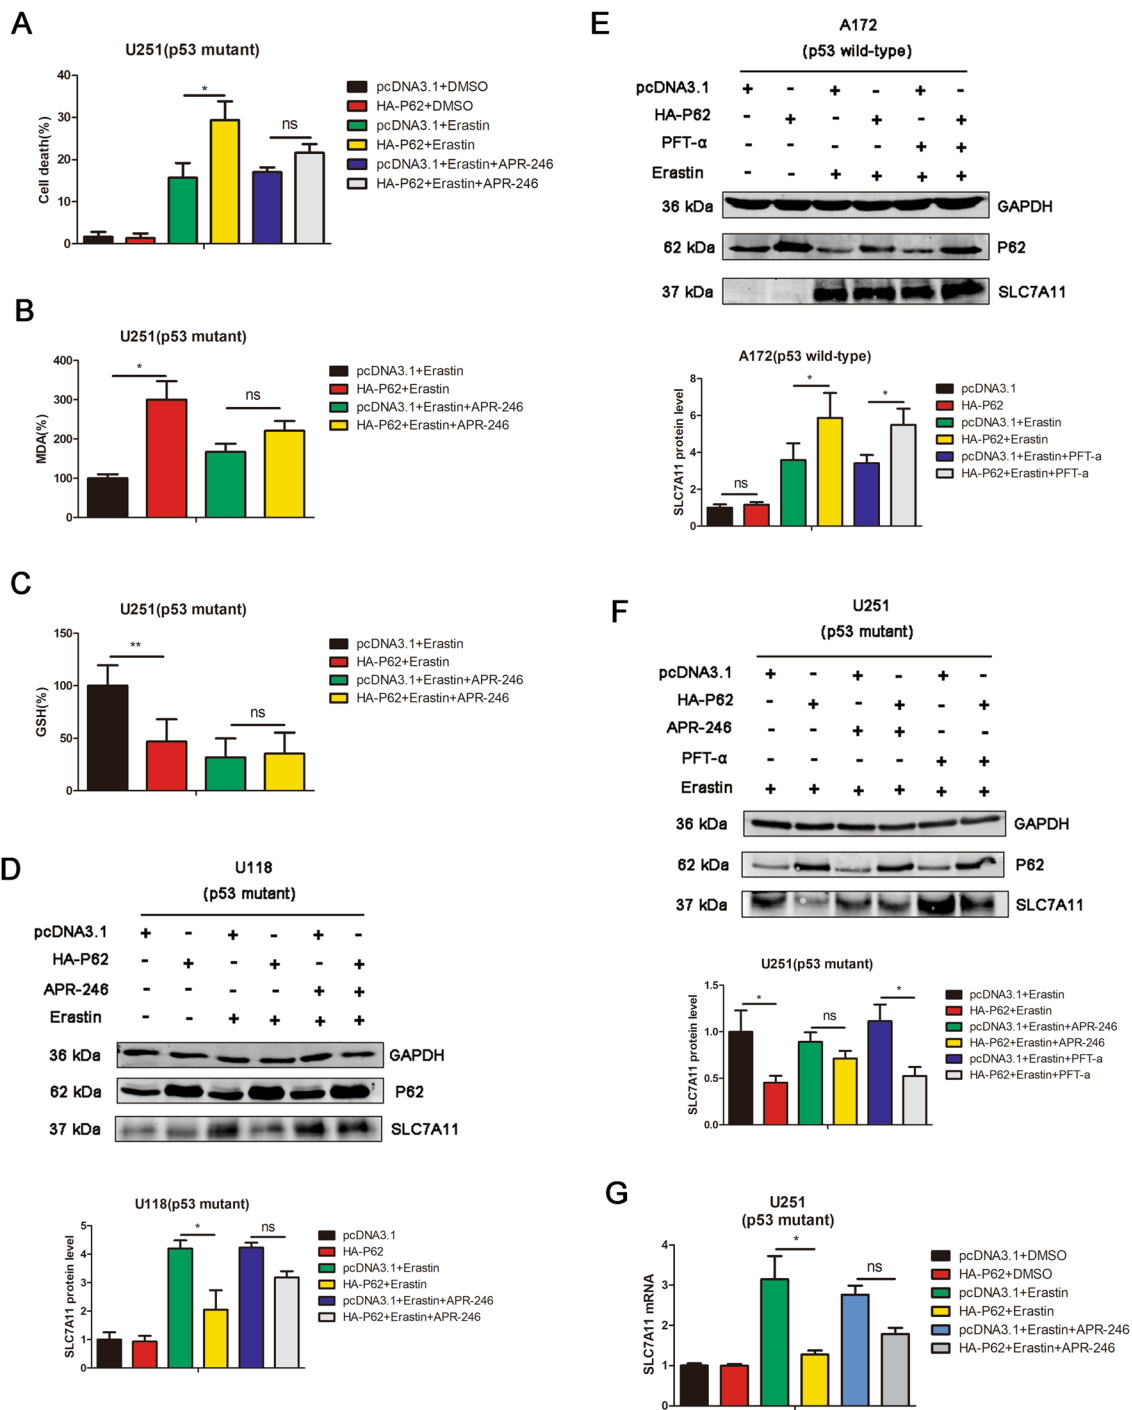 A
U251(p53 mutant)
Cell death(%)
40
30
20
10
0
*
ns
pcDNA3.1+DMSO
HA-P62+DMSO
pcDNA3.1+Erastin
HA-P62+Erastin
pcDNA3.1+Erastin+APR-246
HA-P62+Erastin+APR-246
B
U251(p53 mutant)
MDA(%)
400
300
200
100
0
*
ns
pcDNA3.1+Erastin
HA-P62+Erastin
pcDNA3.1+Erastin+APR-246
HA-P62+Erastin+APR-246
C
U251(p53 mutant)
GSH(%)
150
100
50
0
**
ns
pcDNA3.1+Erastin
HA-P62+Erastin
pcDNA3.1+Erastin+APR-246
HA-P62+Erastin+APR-246
D
U118
(p53 mutant)
pcDNA3.1 + - + - + -
HA-P62 - + - + - +
APR-246 - - - - + +
Erastin - - + + + +
36 kDa GAPDH
62 kDa P62
37 kDa SLC7A11
U118(p53 mutant)
SLC7A11 protein level
5
4
3
2
1
0
*
ns
pcDNA3.1
HA-P62
pcDNA3.1+Erastin
HA-P62+Erastin
pcDNA3.1+Erastin+APR-246
HA-P62+Erastin+APR-246
E
A172
(p53 wild-type)
pcDNA3.1 + - + - + -
HA-P62 - + - + - +
PFT-α - - - - + +
Erastin - - + + + +
36 kDa GAPDH
62 kDa P62
37 kDa SLC7A11
A172(p53 wild-type)
SLC7A11 protein level
8
6
4
2
0
ns
*
*
pcDNA3.1
HA-P62
pcDNA3.1+Erastin
HA-P62+Erastin
pcDNA3.1+Erastin+PFT-a
HA-P62+Erastin+PFT-a
F
U251
(p53 mutant)
pcDNA3.1 + - + - + -
HA-P62 - + - + - +
APR-246 - - + + - -
PFT-α - - - - + +
Erastin + + + + + +
36 kDa GAPDH
62 kDa P62
37 kDa SLC7A11
U251(p53 mutant)
SLC7A11 protein level
1.5
1.0
0.5
0.0
*
ns
*
pcDNA3.1+Erastin
HA-P62+Erastin
pcDNA3.1+Erastin+APR-246
HA-P62+Erastin+APR-246
pcDNA3.1+Erastin+PFT-a
HA-P62+Erastin+PFT-a
G
U251
(p53 mutant)
SLC7A11 mRNA
4
3
2
1
0
*
ns
pcDNA3.1+DMSO
HA-P62+DMSO
pcDNA3.1+Erastin
HA-P62+Erastin
pcDNA3.1+Erastin+APR-246
HA-P62+Erastin+APR-246